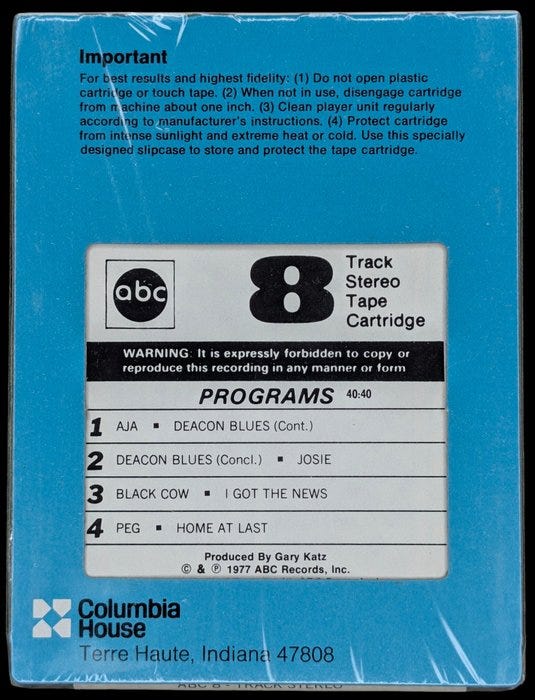 Important
For best results and highest fidelity: (1) Do not open plastic
cartridge or touch tape. (2) When not in use, disengage cartridge
from machine about one inch. (3) Clean player unit regularly
according to manufacturer's instructions. (4) Protect cartridge
from intense sunlight and extreme heat or cold. Use this specially
designed slipcase to store and protect the tape cartridge.
abc
8
Track
Stereo
Tape
Cartridge
WARNING: It is expressly forbidden to copy or
reproduce this recording in any manner or form
PROGRAMS 40:40
1 AJA ▪ DEACON BLUES (Cont.)
2 DEACON BLUES (Concl.) ▪ JOSIE
3 BLACK COW ▪ I GOT THE NEWS
4 PEG ▪ HOME AT LAST
Produced By Gary Katz
© & ℗ 1977 ABC Records, Inc.
Columbia
House
Terre Haute, Indiana 47808
ABC 8 - TRACK STEREO